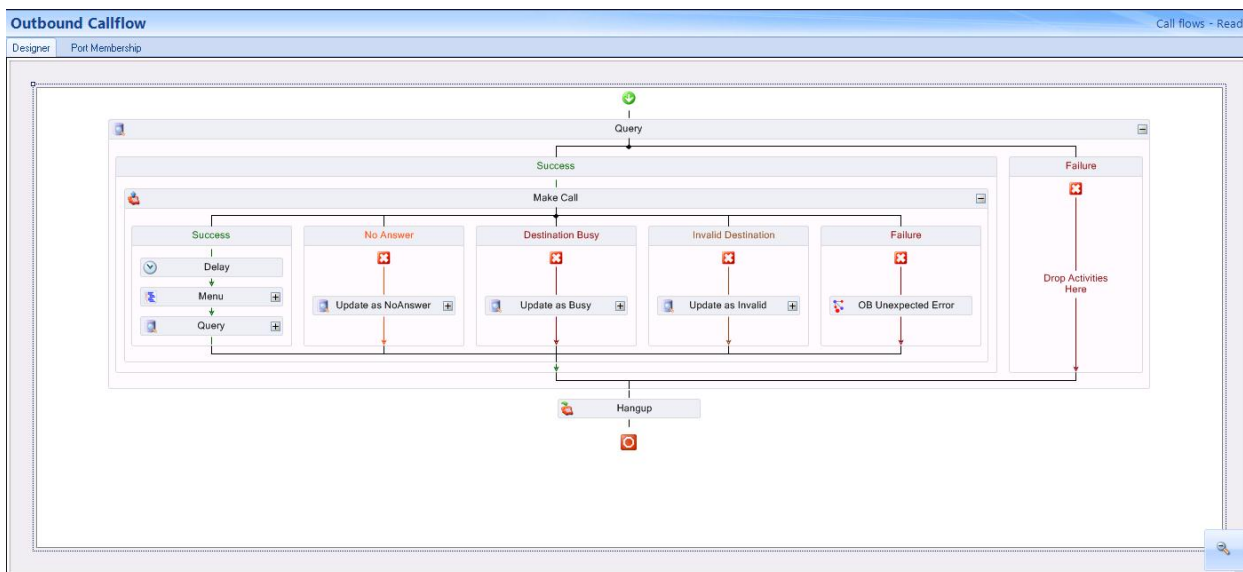 Outbound Callflow
Call flows - Read
Designer
Port Membership
Query
Success
Failure
Make Call
Success
No Answer
Destination Busy
Invalid Destination
Failure
Delay
Menu
Query
Update as NoAnswer
Update as Busy
Update as Invalid
OB Unexpected Error
Drop Activities
Here
Hangup